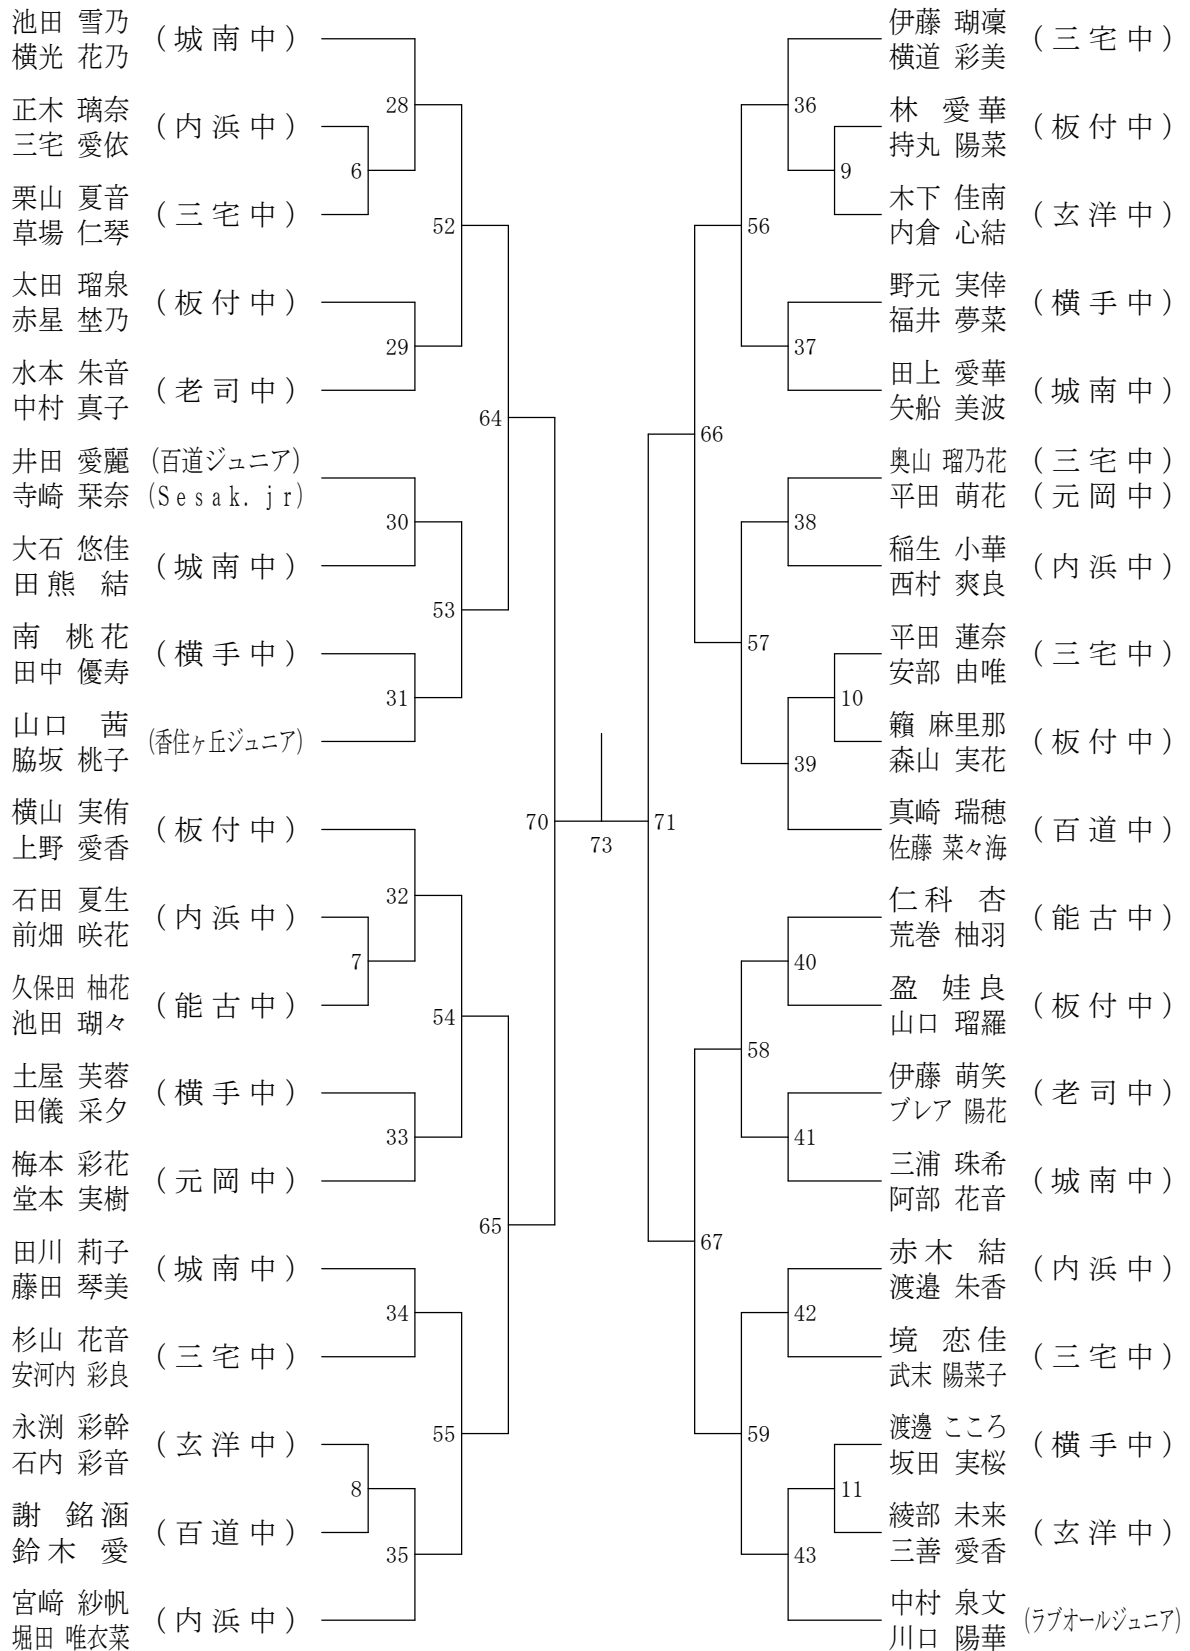 池田 雪乃
横光 花乃
(城南中)
正木 璃奈
三宅 愛依
(内浜中)
栗山 夏音
草場 仁琴
(三宅中)
太田 瑠泉
赤星 埜乃
(板付中)
水本 朱音
中村 真子
(老司中)
井田 愛麗 (百道ジュニア)
寺崎 栞奈 (Sesak.jr)
大石 悠佳
田熊 結
(城南中)
南 桃花
田中 優寿
(横手中)
山口 茜
脇坂 桃子
(香住ヶ丘ジュニア)
横山 実侑
上野 愛香
(板付中)
石田 夏生
前畑 咲花
(内浜中)
久保田 柚花
池田 瑚々
(能古中)
土屋 芙蓉
田儀 采夕
(横手中)
梅本 彩花
堂本 実樹
(元岡中)
田川 莉子
藤田 琴美
(城南中)
杉山 花音
安河内 彩良
(三宅中)
永渕 彩幹
石内 彩音
(玄洋中)
謝 銘涵
鈴木 愛
(百道中)
宮﨑 紗帆
堀田 唯衣菜
(内浜中)
28
6
52
29
64
30
53
31
70
32
7
54
33
65
34
55
8
35
73
71
36
9
56
37
66
38
57
10
39
40
58
41
67
42
59
11
43
伊藤 瑚凜
横道 彩美
(三宅中)
林 愛華
持丸 陽菜
(板付中)
木下 佳南
内倉 心結
(玄洋中)
野元 実倖
福井 夢菜
(横手中)
田上 愛華
矢船 美波
(城南中)
奥山 瑠乃花 (三宅中)
平田 萌花 (元岡中)
稲生 小華
西村 爽良
(内浜中)
平田 蓮奈
安部 由唯
(三宅中)
籟 麻里那
森山 実花
(板付中)
真崎 瑞穂
佐藤 菜々海
(百道中)
仁科 杏
荒巻 柚羽
(能古中)
盈 娃良
山口 瑠羅
(板付中)
伊藤 萌笑
ブレア 陽花
(老司中)
三浦 珠希
阿部 花音
(城南中)
赤木 結
渡邉 朱香
(内浜中)
境 恋佳
武末 陽菜子
(三宅中)
渡邊 こころ
坂田 実桜
(横手中)
綾部 未来
三善 愛香
(玄洋中)
中村 泉文
川口 陽華
(ラブオールジュニア)